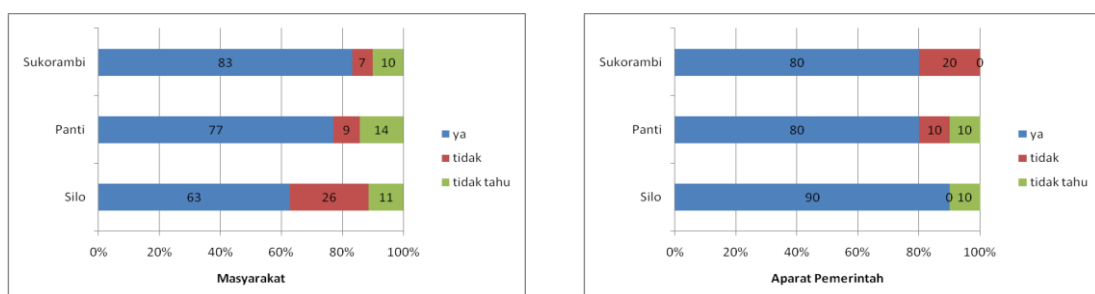 Sukorambi 83 7 10
Panti 77 9 14
Silo 63 26 11
0% 20% 40% 60% 80% 100%
Masyarakat
ya
tidak
tidak tahu
Sukorambi 80 20 0
Panti 80 10 10
Silo 90 0 10
0% 20% 40% 60% 80% 100%
Aparat Pemerintah
ya
tidak
tidak tahu